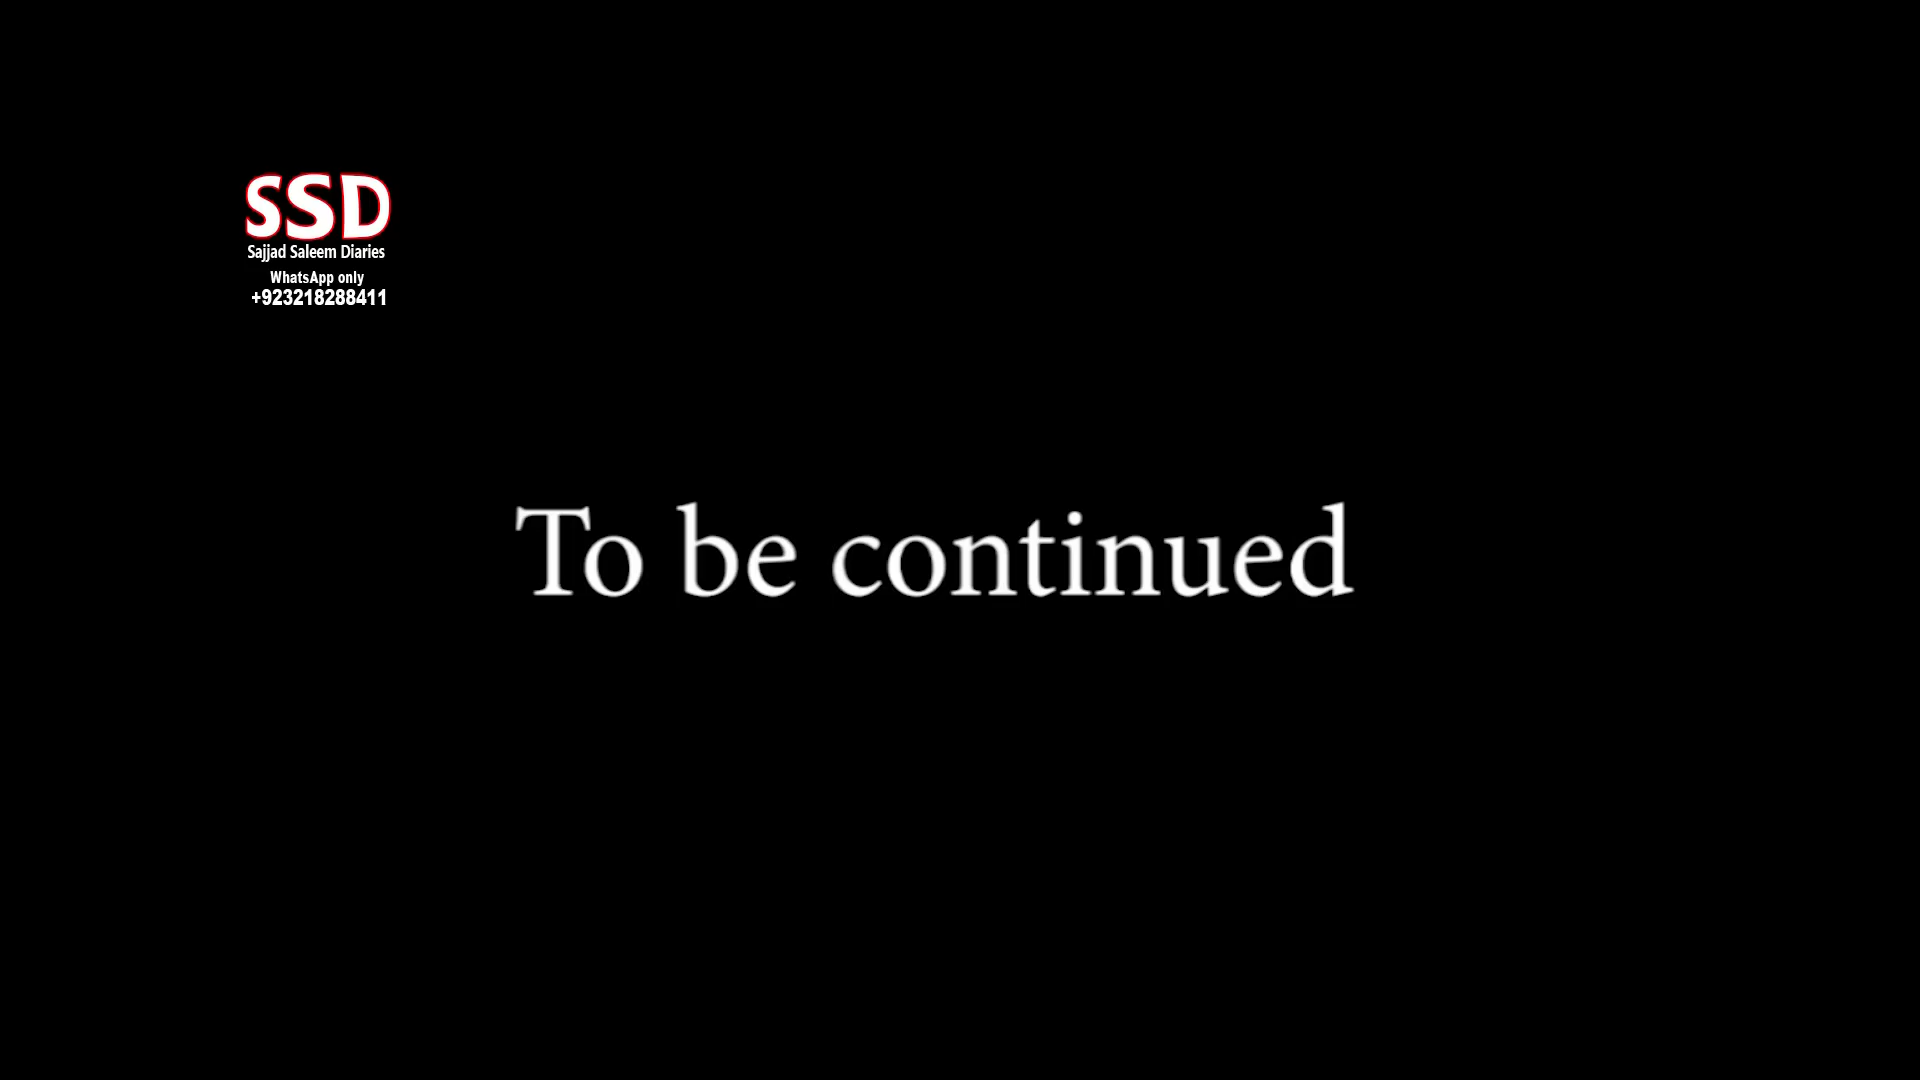 SSD
Sajjad Saleem Diaries
WhatsApp only
+923218288411
To be continued